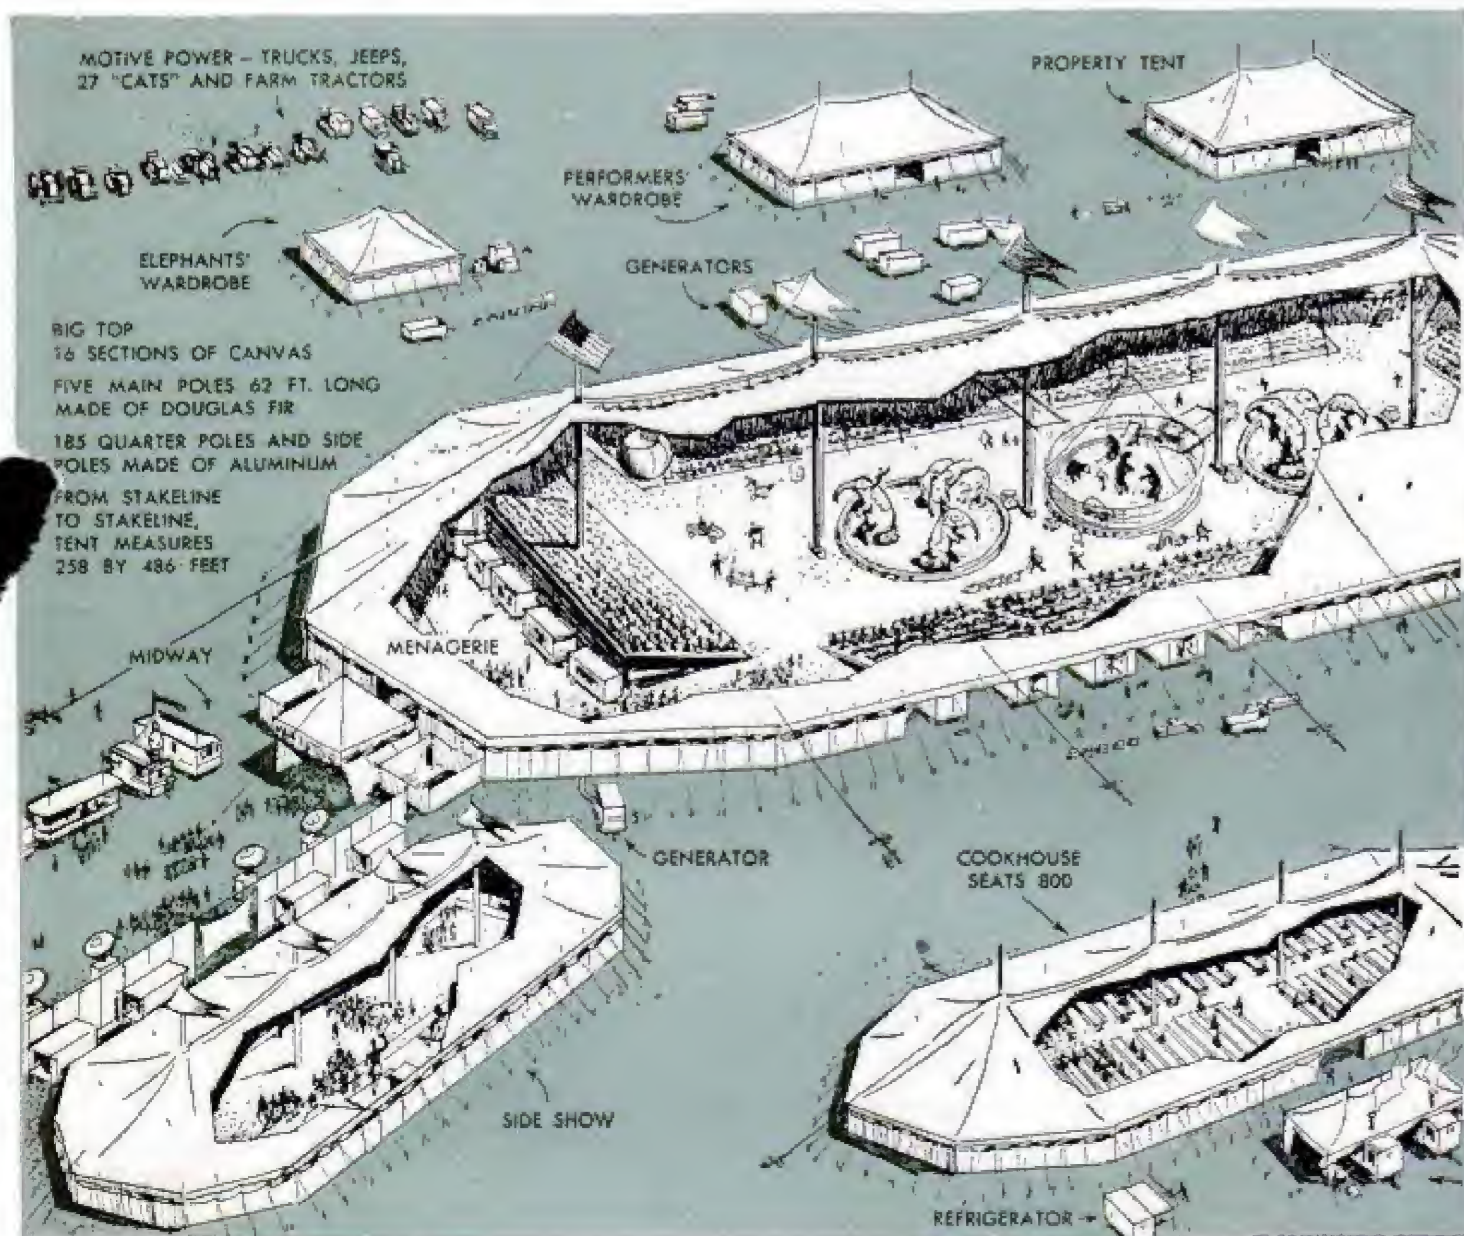 MOTIVE POWER – TRUCKS, JEEPS,
27 "CATS" AND FARM TRACTORS
PROPERTY TENT
PERFORMERS'
WARDROBE
ELEPHANTS'
WARDROBE
GENERATORS
BIG TOP
16 SECTIONS OF CANVAS
FIVE MAIN POLES 62 FT. LONG
MADE OF DOUGLAS FIR
185 QUARTER POLES AND SIDE
POLES MADE OF ALUMINUM
FROM STAKELINE
TO STAKELINE,
TENT MEASURES
258 BY 486 FEET
MENAGERIE
MIDWAY
GENERATOR
COOKHOUSE
SEATS 800
SIDE SHOW
REFRIGERATOR